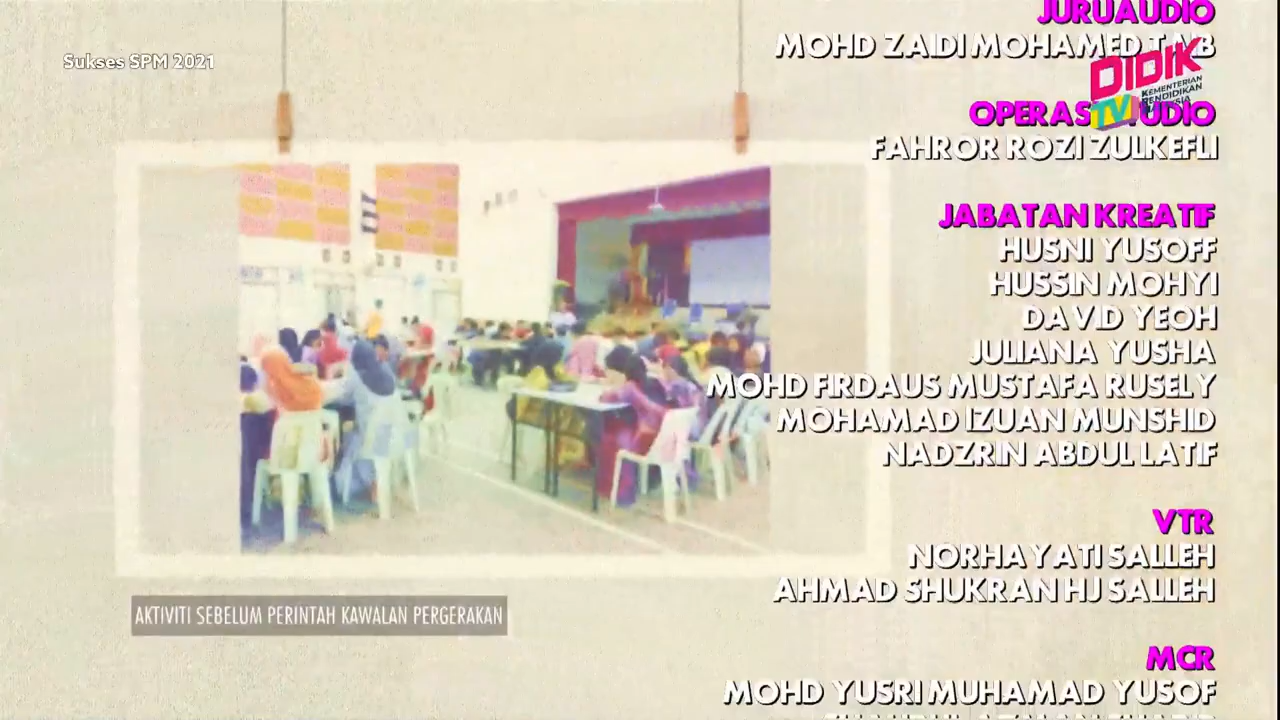 Sukses SPM 2021
JURUAUDIO
MOHD ZAIDI MOHAMED
DIDIK
TV
KEMENTERIAN
PENDIDIKAN
MALAYSIA
FAHROR ROZI ZULKEFLI
JABATAN KREATIF
HUSNI YUSOFF
HUSSIN MOHYI
DAVID YEOH
JULIANA YUSHA
MOHD FIRDAUS MUSTAFA RUSELY
MOHAMAD IZUAN MUNSHID
NADZRIN ABDUL LATIF
VTR
NORHAYATI SALLEH
AHMAD SHUKRAN HJ SALLEH
MCR
MOHD YUSRI MUHAMAD YUSOF
AKTIVITI SEBELUM PERINTAH KAWALAN PERGERAKAN